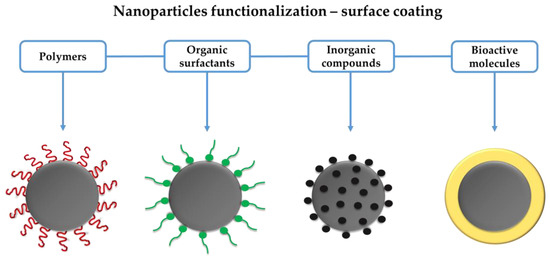 Nanoparticles functionalization – surface coating
Polymers
Organic
surfactants
Inorganic
compounds
Bioactive
molecules